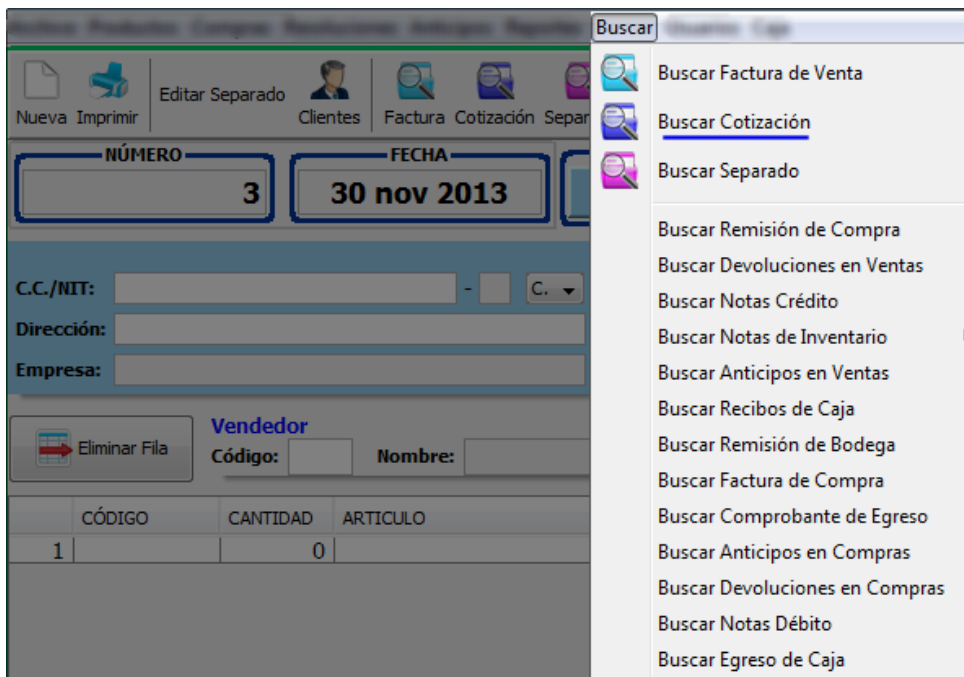 Buscar
Nueva Imprimir Editar Separado Clientes Factura Cotización Separ
NÚMERO FECHA
3 30 nov 2013
C.C./NIT: - C.
Dirección:
Empresa:
Eliminar Fila
Vendedor
Código: Nombre:
CÓDIGO CANTIDAD ARTICULO
1 0
Buscar Factura de Venta
Buscar Cotización
Buscar Separado
Buscar Remisión de Compra
Buscar Devoluciones en Ventas
Buscar Notas Crédito
Buscar Notas de Inventario
Buscar Anticipos en Ventas
Buscar Recibos de Caja
Buscar Remisión de Bodega
Buscar Factura de Compra
Buscar Comprobante de Egreso
Buscar Anticipos en Compras
Buscar Devoluciones en Compras
Buscar Notas Débito
Buscar Egreso de Caja